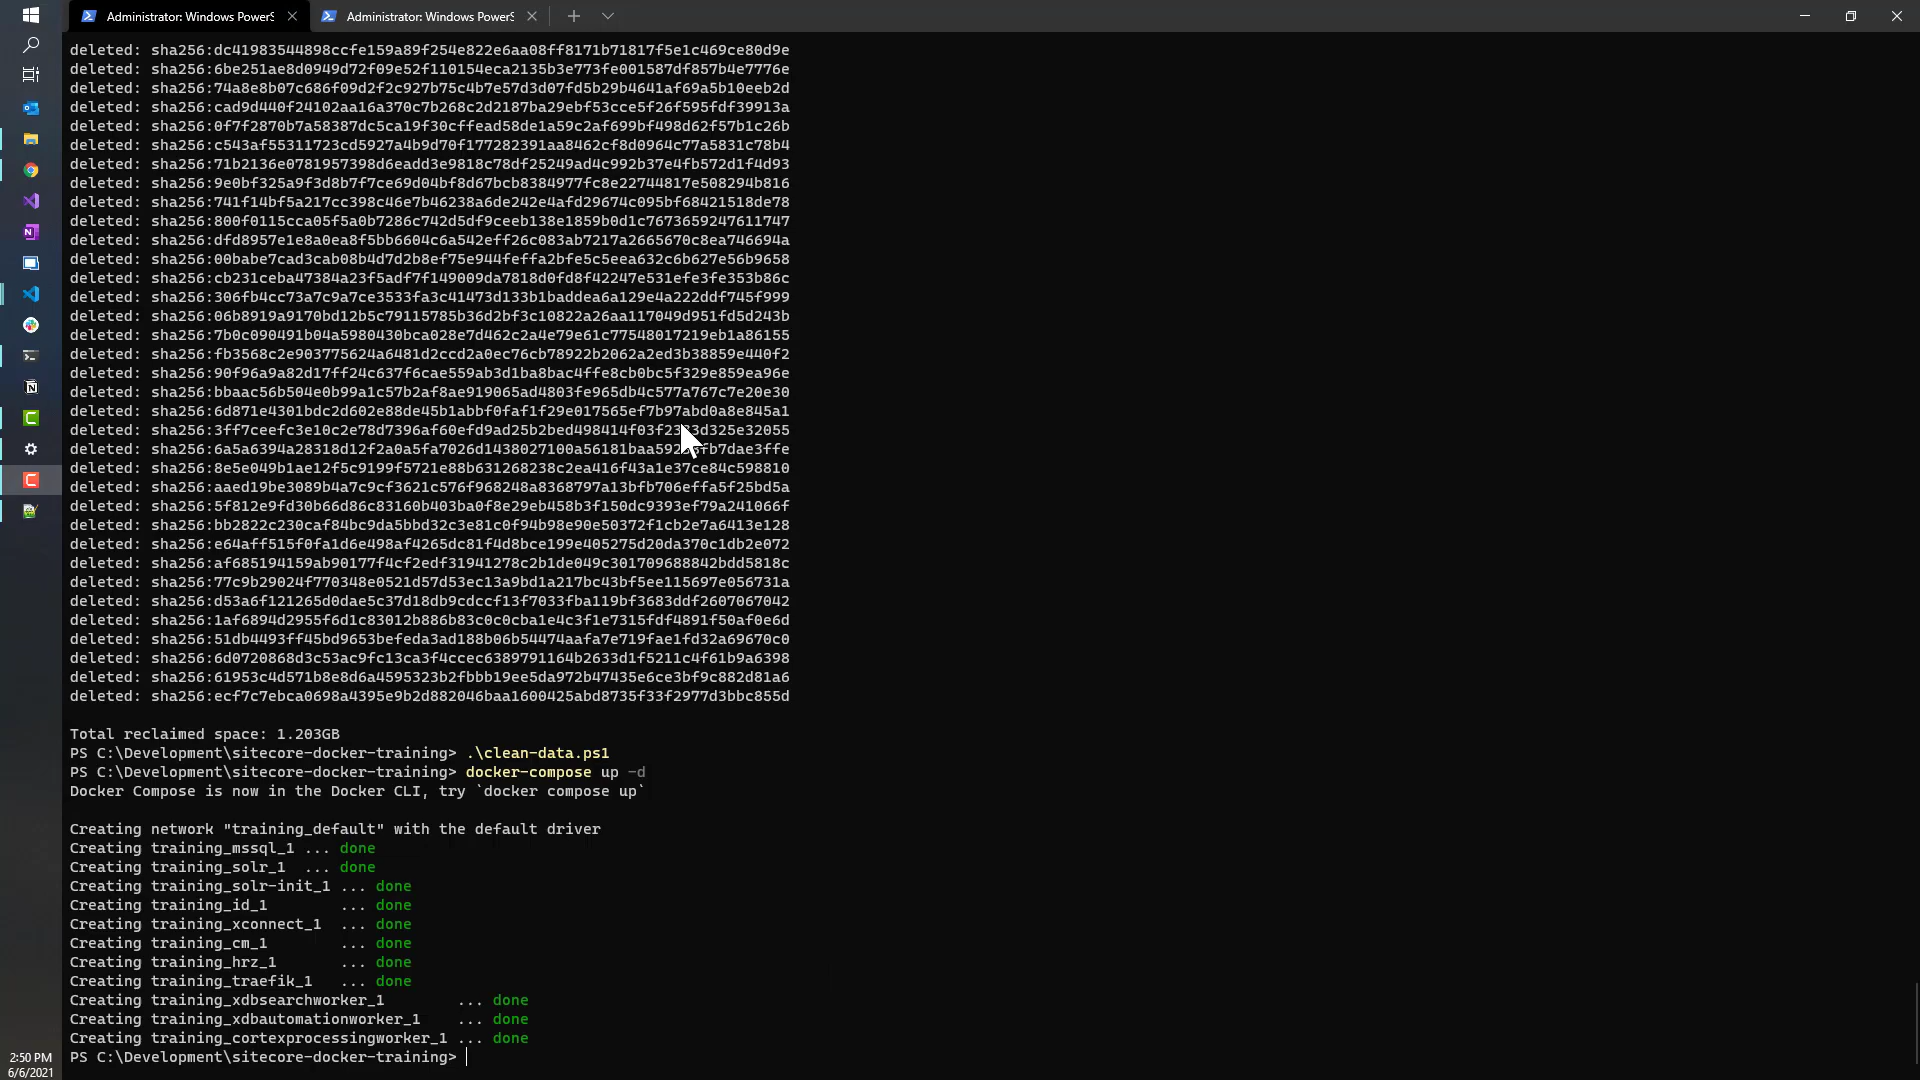 Administrator: Windows PowerS
Administrator: Windows PowerS
deleted: sha256:dc41983544898ccfe159a89f254e822e6aa08ff8171b71817f5e1c469ce80d9e
deleted: sha256:6be251ae8d0949d72f09e52f110154eca2135b3e773fe001587df857b4e7776e
deleted: sha256:74a8e8b07c686f09d2f2c927b75c4b7e57d3d07fd5b29b4641af69a5b10eeb2d
deleted: sha256:cad9d440f24102aa16a370c7b268c2d2187ba29ebf53cce5f26f595fdf39913a
deleted: sha256:0f7f2870b7a58387dc5ca19f30cffead58de1a59c2af699bf498d62f57b1c26b
deleted: sha256:c543af55311723cd5927a4b9d70f177282391aa8462cf8d0964c77a5831c78b4
deleted: sha256:71b2136e0781957398d6eadd3e9818c78df25249ad4c992b37e4fb572d1f4d93
deleted: sha256:9e0bf325a9f3d8b7f7ce69d04bf8d67bcb8384977fc8e22744817e508294b816
deleted: sha256:741f14bf5a217cc398c46e7b46238a6de242e4afd29674c095bf68421518de78
deleted: sha256:800f0115cca05f5a0b7286c742d5df9ceeb138e1859b0d1c7673659247611747
deleted: sha256:dfd8957e1e8a0ea8f5bb6604c6a542eff26c083ab7217a2665670c8ea746694a
deleted: sha256:00babe7cad3cab08b4d7d2b8ef75e944feffa2bfe5c5eea632c6b627e56b9658
deleted: sha256:cb231ceba47384a23f5adf7f149009da7818d0fd8f42247e531efe3fe353b86c
deleted: sha256:306fb4cc73a7c9a7ce3533fa3c41473d133b1baddea6a129e4a222ddf745f999
deleted: sha256:06b8919a9170bd12b5c79115785b36d2bf3c10822a26aa117049d951fd5d243b
deleted: sha256:7b0c090491b04a5980430bca028e7d462c2a4e79e61c77548017219eb1a86155
deleted: sha256:fb3568c2e903775624a6481d2ccd2a0ec76cb78922b2062a2ed3b38859e440f2
deleted: sha256:90f96a9a82d17ff24c637f6cae559ab3d1ba8bac4ffe8cb0bc5f329e859ea96e
deleted: sha256:bbaac56b504e0b99a1c57b2af8ae919065ad4803fe965db4c577a767c7e20e30
deleted: sha256:6d871e4301bdc2d602e88de45b1abbf0faf1f29e017565ef7b97abd0a8e845a1
deleted:
deleted:
deleted: sha256:8e5e049b1ae12f5c9199f5721e88b631268238c2ea416f43a1e37ce84c598810
deleted: sha256:aaed19be3089b4a7c9cf3621c576f968248a8368797a13bfb706effa5f25bd5a
deleted: sha256:5f812e9fd30b66d86c83160b403ba0f8e29eb458b3f150dc9393ef79a241066f
deleted: sha256:bb2822c230caf84bc9da5bbd32c3e81c0f94b98e90e50372f1cb2e7a6413e128
deleted: sha256:e64aff515f0fa1d6e498af4265dc81f4d8bce199e405275d20da370c1db2e072
deleted: sha256:af685194159ab90177f4cf2edf31941278c2b1de049c301709688842bdd5818c
deleted: sha256:77c9b29024f770348e0521d57d53ec13a9bd1a217bc43bf5ee115697e056731a
deleted: sha256:d53a6f121265d0dae5c37d18db9cdccf13f7033fba119bf3683ddf2607067042
deleted: sha256:1af6894d2955f6d1c83012b886b83c0c0cba1e4c3f1e7315fdf4891f50af0e6d
deleted: sha256:51db4493ff45bd9653befeda3ad188b06b54474aafa7e719fae1fd32a69670c0
deleted: sha256:6d0720868d3c53ac9fc13ca3f4ccec6389791164b2633d1f5211c4f61b9a6398
deleted: sha256:61953c4d571b8e8d6a4595323b2fbbb19ee5da972b47435e6ce3bf9c882d81a6
deleted: sha256:ecf7c7ebca0698a4395e9b2d882046baa1600425abd8735f33f2977d3bbc855d
Total reclaimed space: 1.203GB
PS C:\Development\sitecore-docker-training> .\clean-data.ps1
PS C:\Development\sitecore-docker-training> docker-compose up -d
Docker Compose is now in the Docker CLI, try `docker compose up`
Creating network "training_default" with the default driver
Creating training_mssql_1 ... done
Creating training_solr_1 ... done
Creating training_solr-init_1 ... done
Creating training_id_1 ... done
Creating training_xconnect_1 ... done
Creating training_cm_1 ... done
Creating training_hrz_1 ... done
Creating training_traefik_1 ... done
Creating training_xdbsearchworker_1 ... done
Creating training_xdbautomationworker_1 ... done
Creating training_cortexprocessingworker_1 ... done
PS C:\Development\sitecore-docker-training>
2:50 PM
6/6/2021